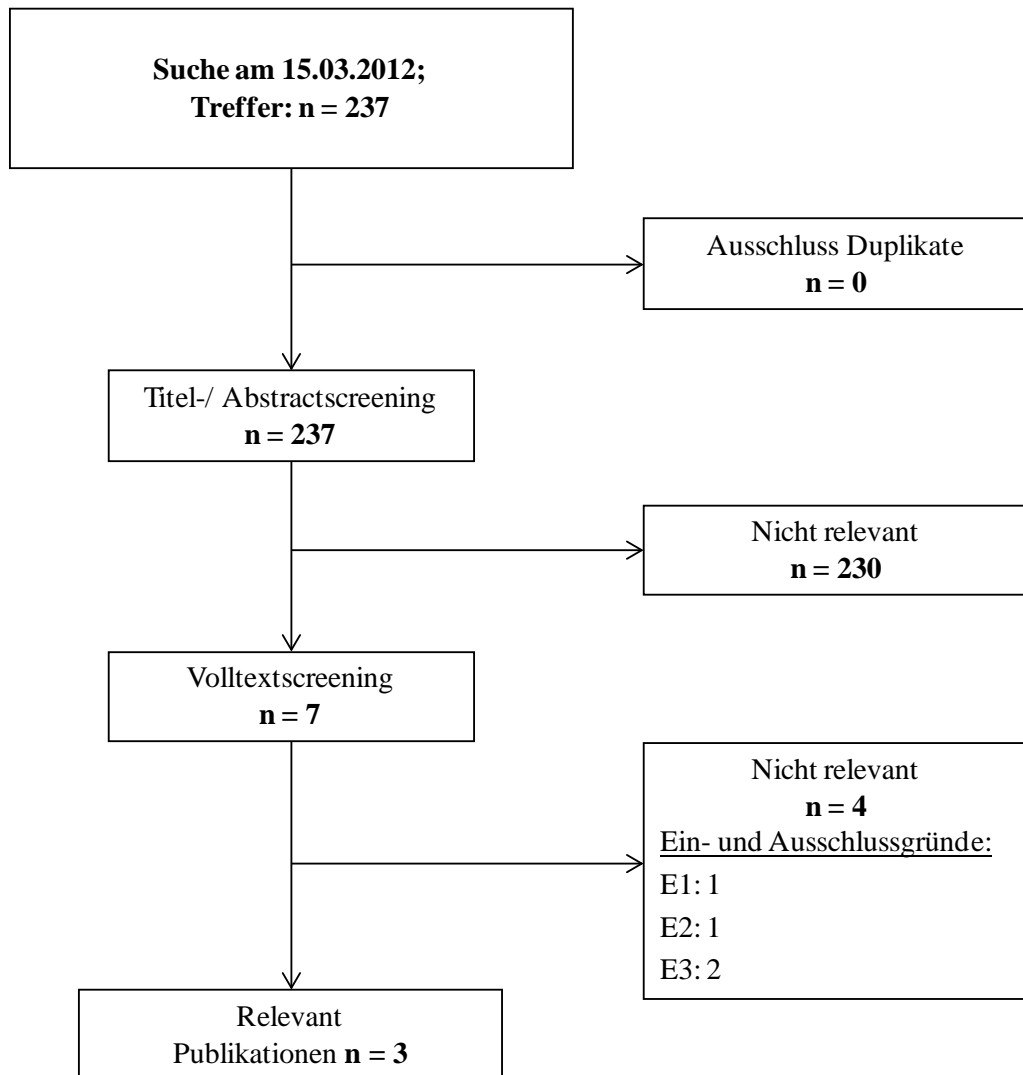 Suche am 15.03.2012;
Treffer: n = 237
Ausschluss Duplikate
n = 0
Titel-/ Abstractscreening
n = 237
Nicht relevant
n = 230
Volltextscreening
n = 7
Nicht relevant
n = 4
Ein- und Ausschlussgründe:
E1: 1
E2: 1
E3: 2
Relevant
Publikationen n = 3